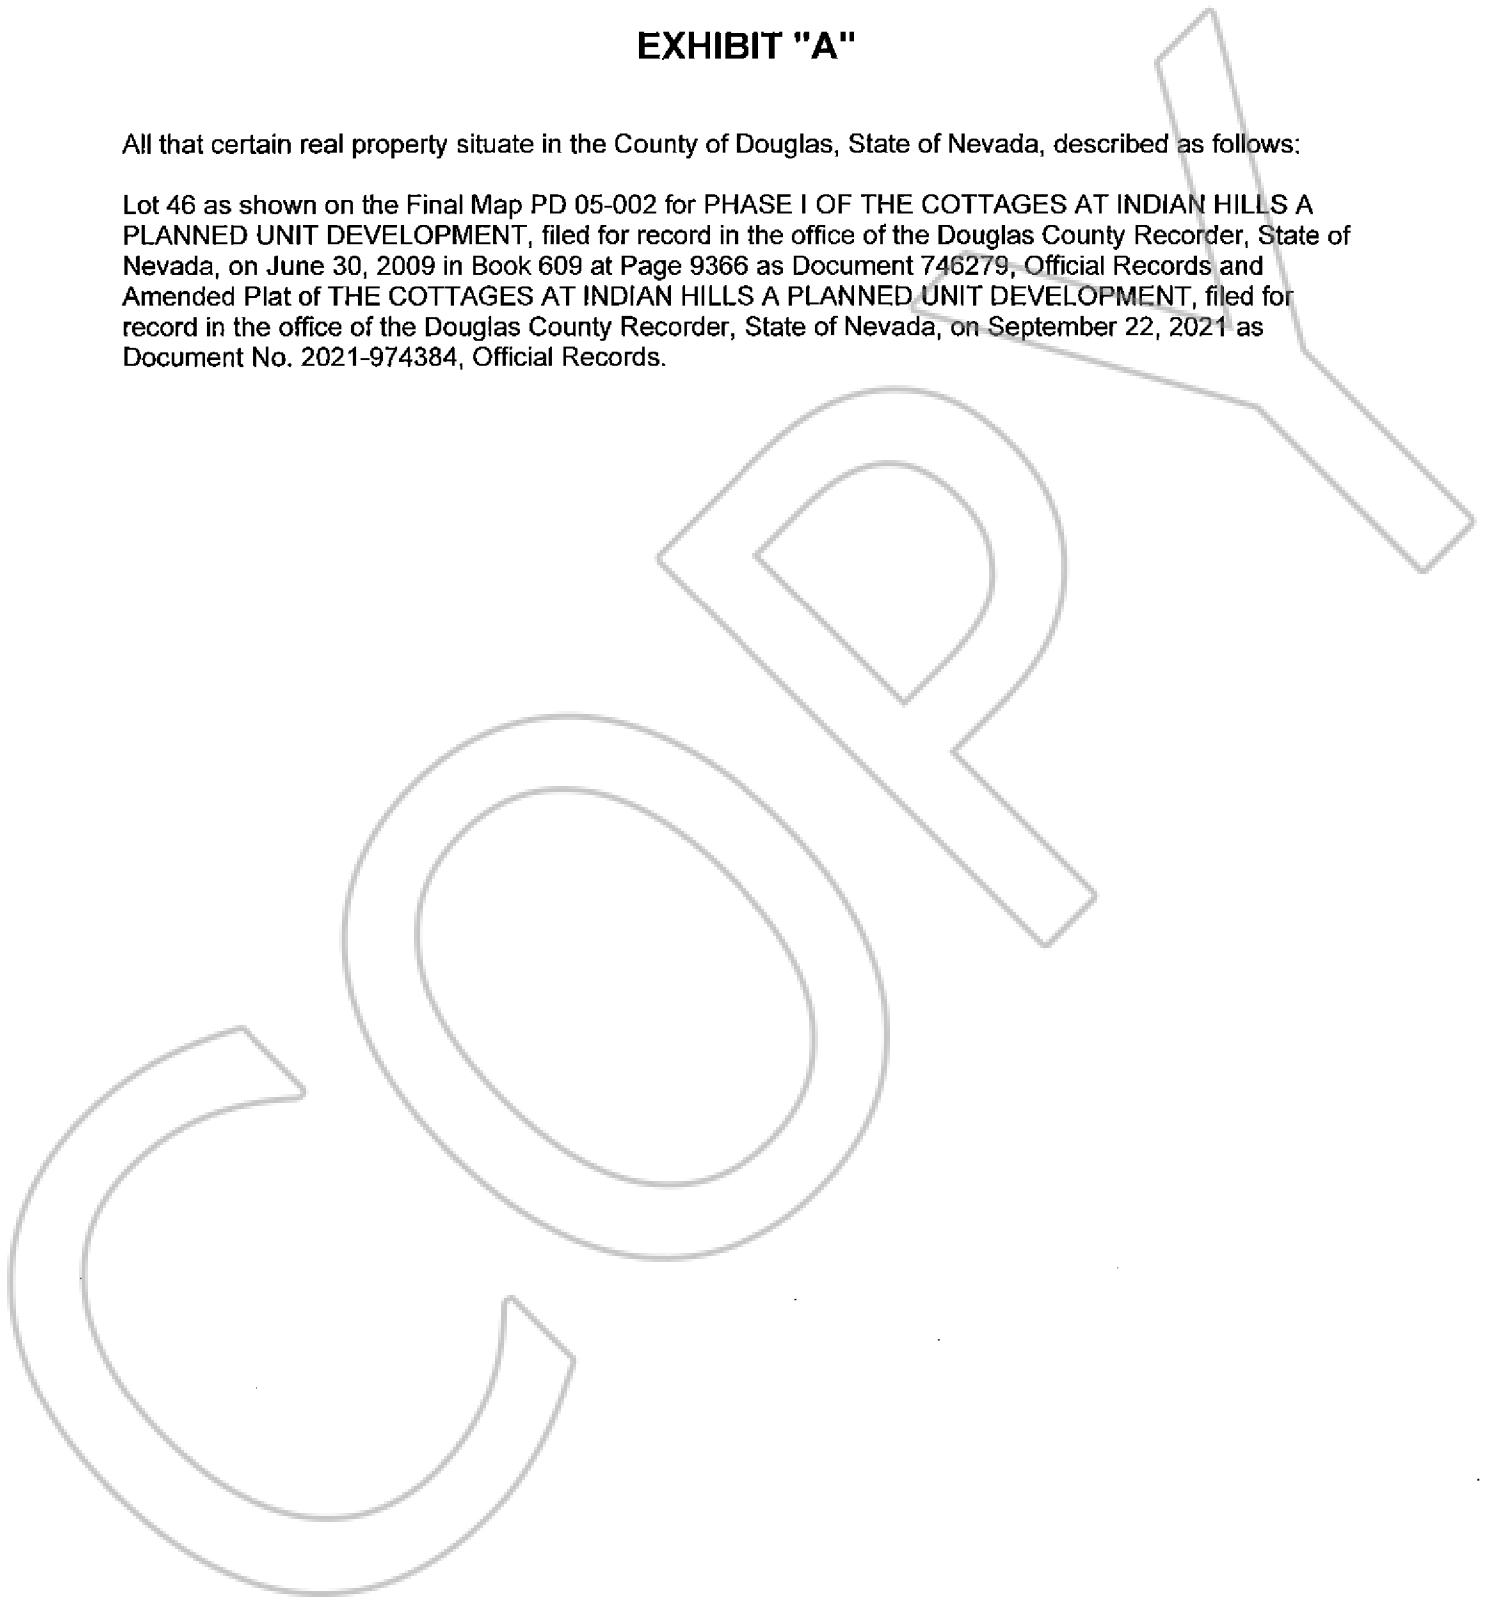 EXHIBIT "A"
All that certain real property situate in the County of Douglas, State of Nevada, described as follows:
Lot 46 as shown on the Final Map PD 05-002 for PHASE I OF THE COTTAGES AT INDIAN HILLS A
PLANNED UNIT DEVELOPMENT, filed for record in the office of the Douglas County Recorder, State of
Nevada, on June 30, 2009 in Book 609 at Page 9366 as Document 746279, Official Records and
Amended Plat of THE COTTAGES AT INDIAN HILLS A PLANNED UNIT DEVELOPMENT, filed for
record in the office of the Douglas County Recorder, State of Nevada, on September 22, 2021 as
Document No. 2021-974384, Official Records.
COPY